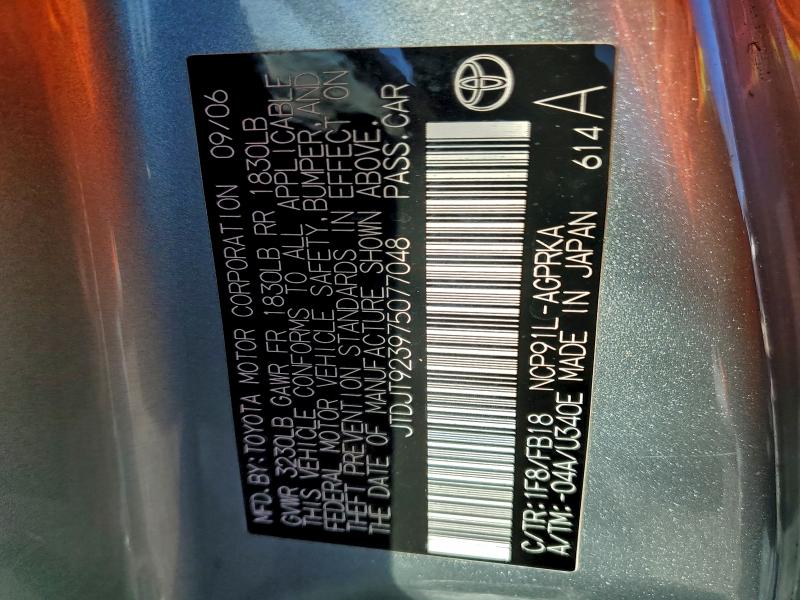 MFD. BY: TOYOTA MOTOR CORPORATION 09/06
GVWR 3230LB GAWR FR 1830LB RR 1830LB
THIS VEHICLE CONFORMS TO ALL APPLICABLE
FEDERAL MOTOR VEHICLE SAFETY, BUMPER, AND
THEFT PREVENTION STANDARDS IN EFFECT ON
THE DATE OF MANUFACTURE SHOWN ABOVE.
JTDJT923975077048 PASS. CAR
C/TR: 1F8/FB18 NCP91L-AGPRKA
A/TM: -04A/U340E MADE IN JAPAN 614 A